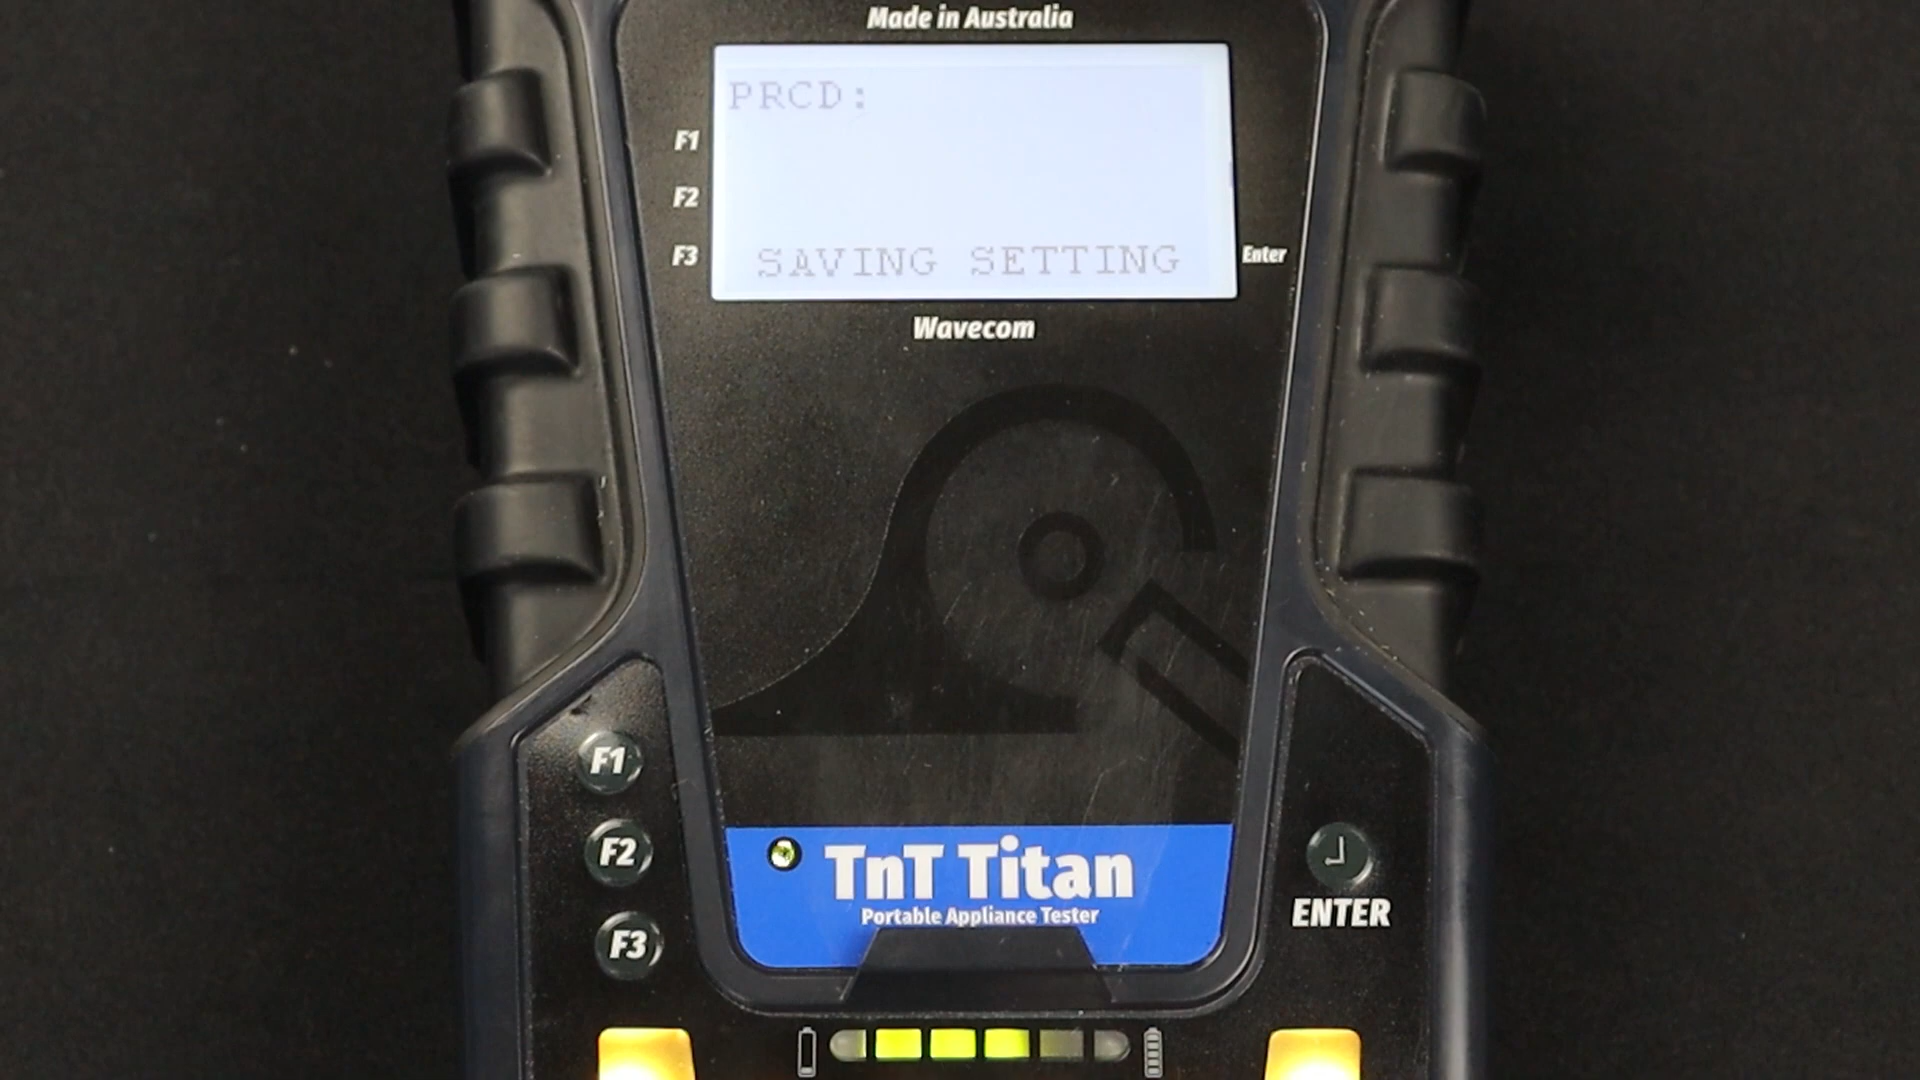 Made in Australia
PRCD:
F1
F2
F3
SAVING SETTING
Enter
Wavecom
F1
F2
F3
TnT Titan
Portable Appliance Tester
ENTER